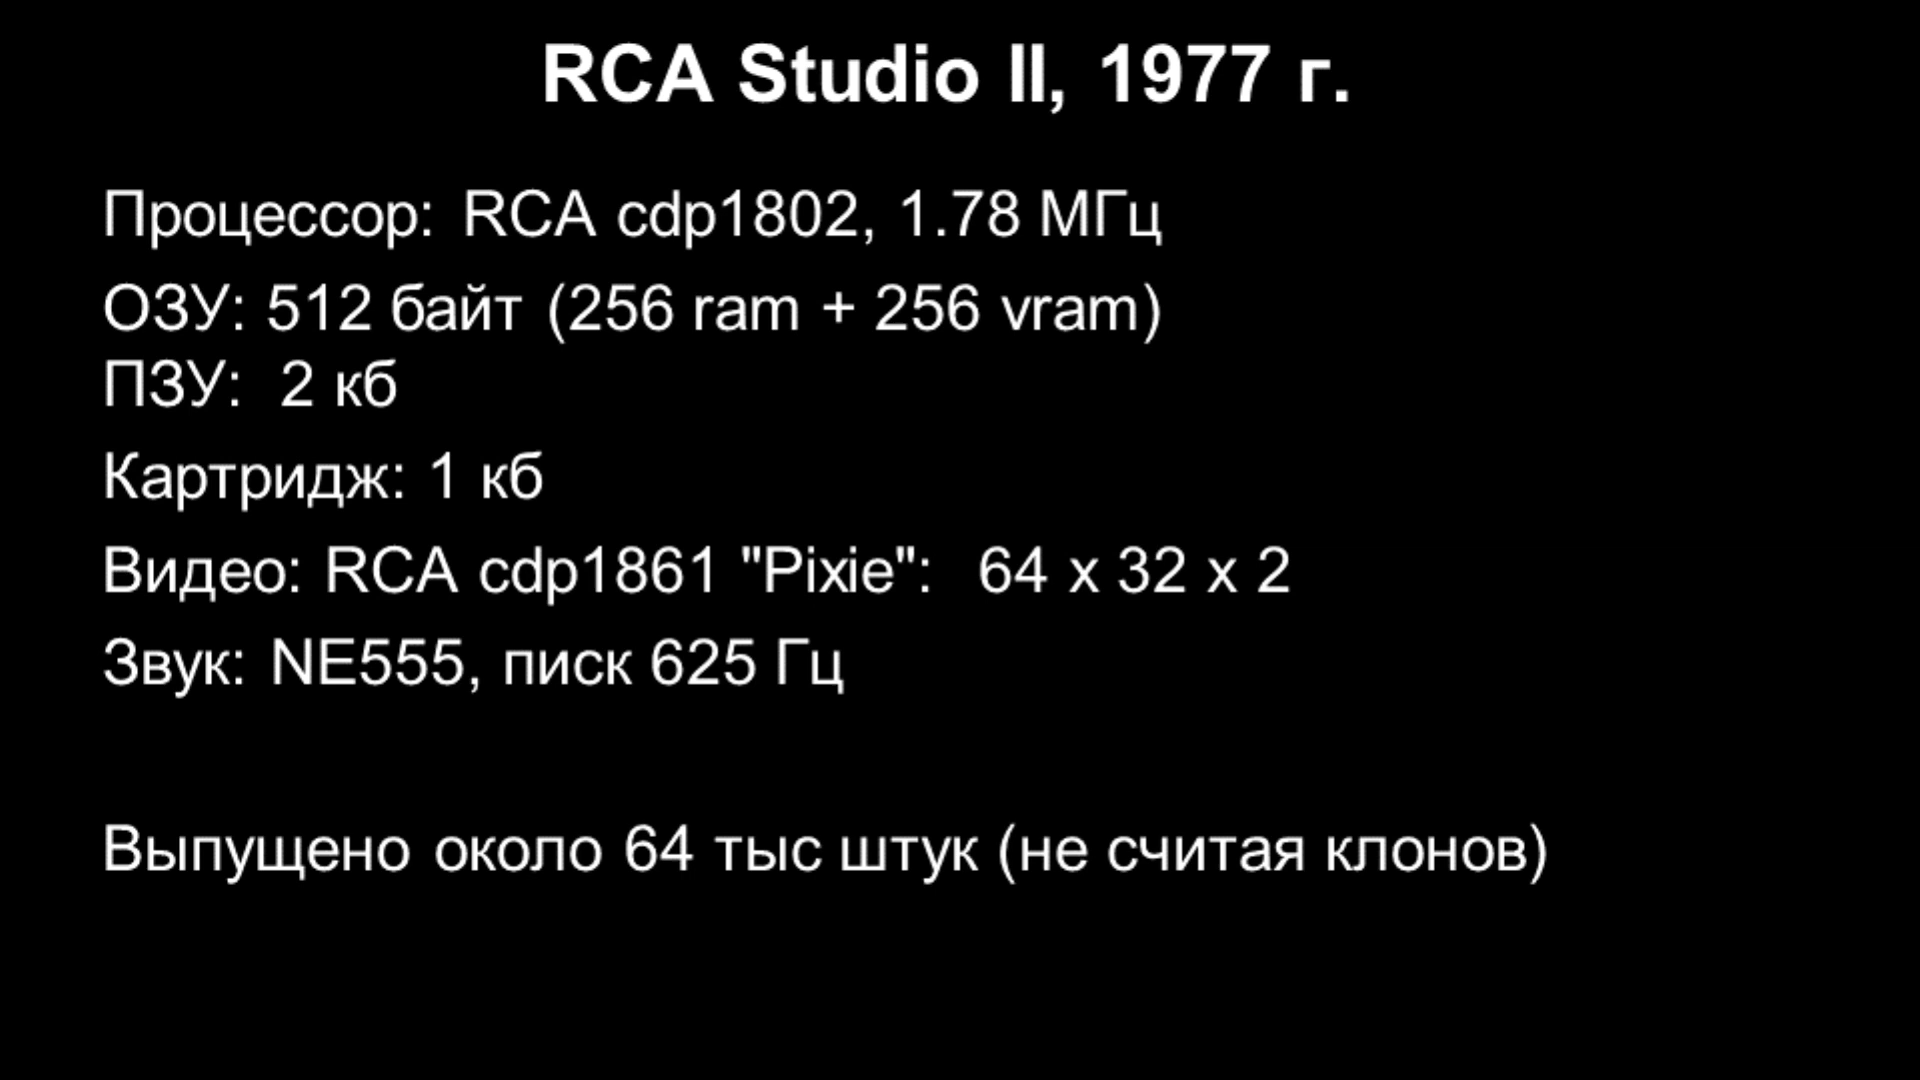 RCA Studio II, 1977 г.
Процессор: RCA cdp1802, 1.78 МГц
ОЗУ: 512 байт (256 ram + 256 vram)
ПЗУ: 2 кб
Картридж: 1 кб
Видео: RCA cdp1861 "Pixie": 64 x 32 x 2
Звук: NE555, писк 625 Гц
Выпущено около 64 тыс штук (не считая клонов)